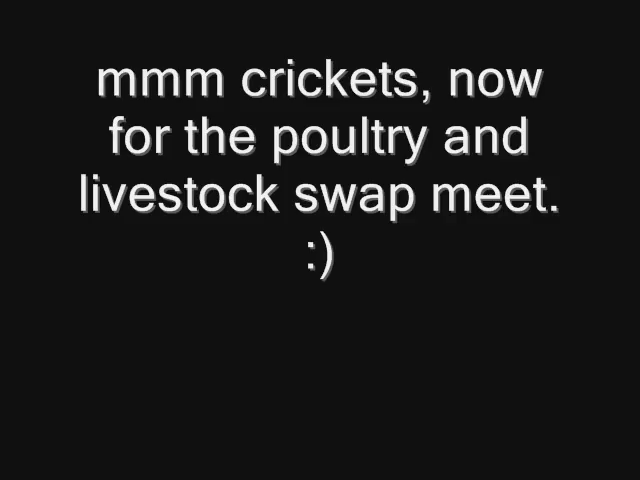 mmm crickets, now
for the poultry and
livestock swap meet.
:)